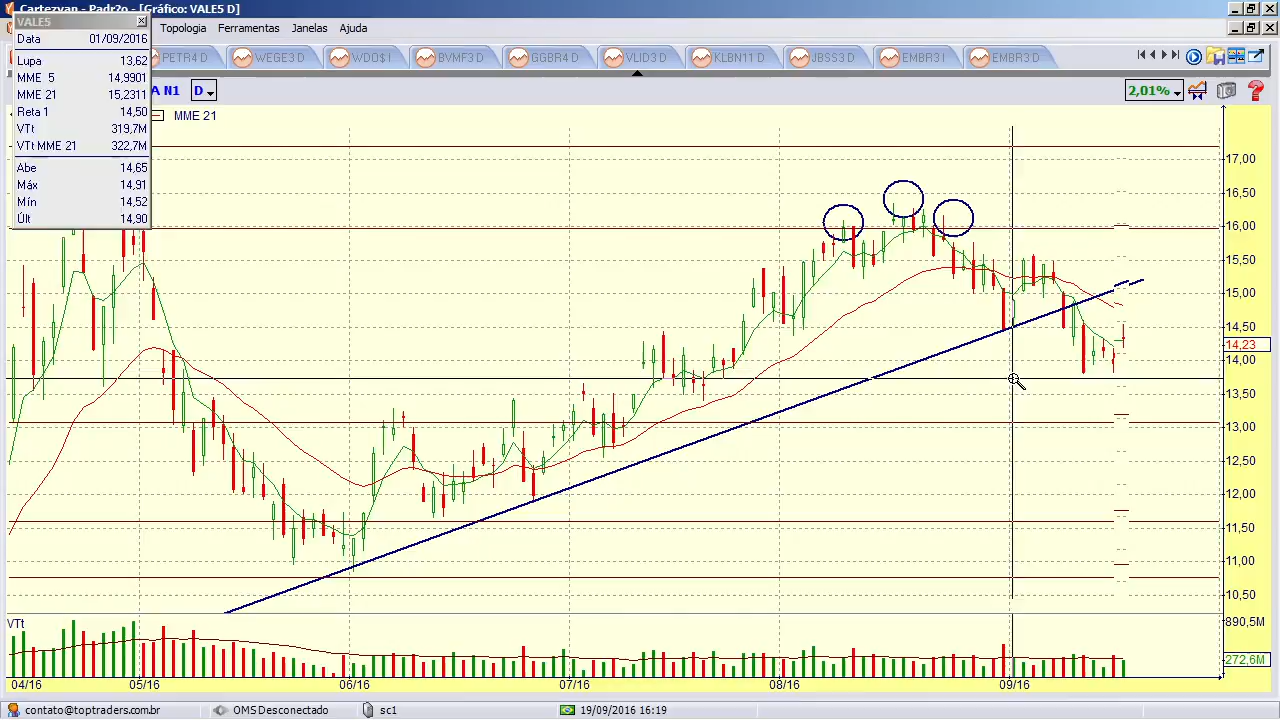 Cartezyan - Padr2o - [Gráfico: VALE5 D]
Topologia Ferramentas Janelas Ajuda
VALE5
Data 01/09/2016
Lupa 13,62
MME 5 14,9901
MME 21 15,2311
Reta 1 14,50
VTt 319,7M
VTt MME 21 322,7M
Abe 14,65
Máx 14,91
Mín 14,52
Últ 14,90
PETR4 D WEGE3 D WDO$ I BVMF3 D GGBR4 D VLID3 D KLBN11 D JBSS3 D EMBR3 I EMBR3 D
A N1 D 2,01%
MME 21
17,00
16,50
16,00
15,50
15,00
14,50
14,23
14,00
13,50
13,00
12,50
12,00
11,50
11,00
10,50
VTt
890,5M
272,6M
04/16 05/16 06/16 07/16 08/16 09/16
contato@toptraders.com.br OMS Desconectado sc1 19/09/2016 16:19